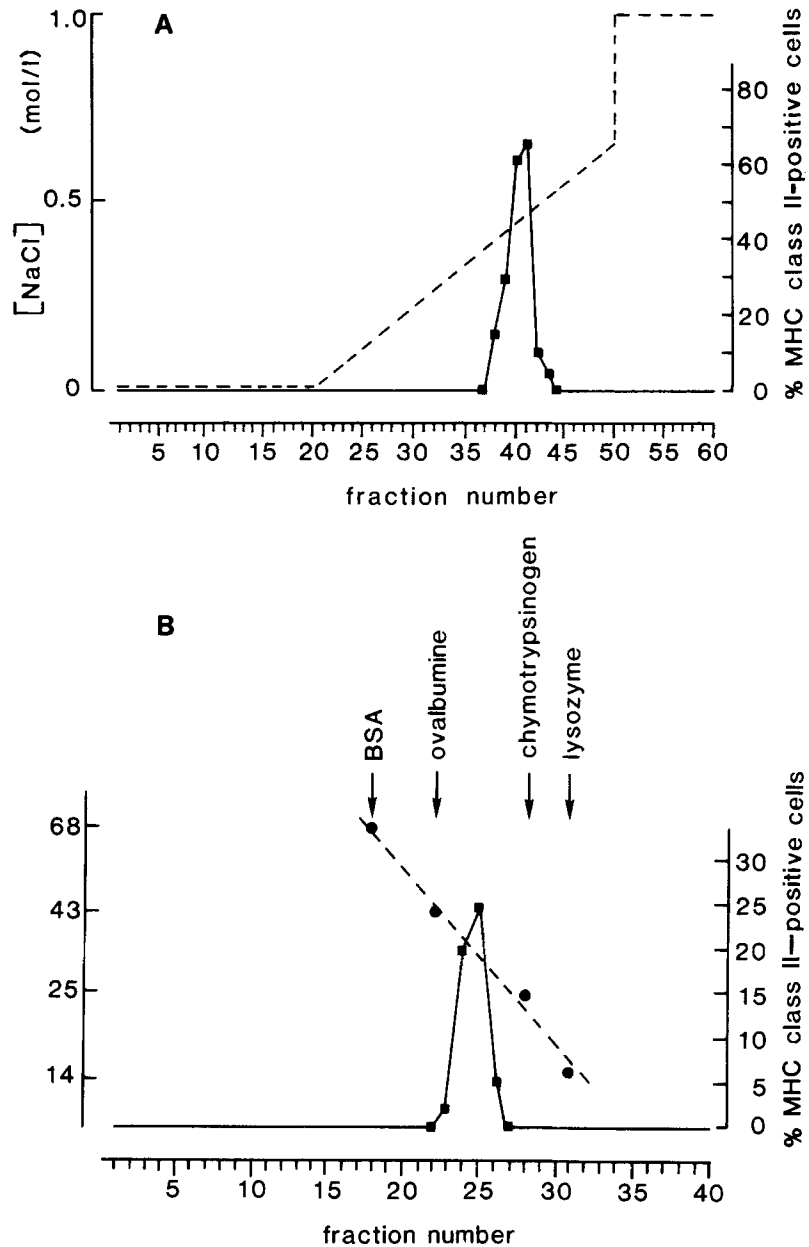 A
1.0
0.5
0
[NaCl] (mol/l)
80
60
40
20
0
% MHC class II-positive cells
5 10 15 20 25 30 35 40 45 50 55 60
fraction number
B
BSA
ovalbumine
chymotrypsinogen
lysozyme
68
43
25
14
30
25
20
15
10
5
0
% MHC class II-positive cells
5 10 15 20 25 30 35 40
fraction number